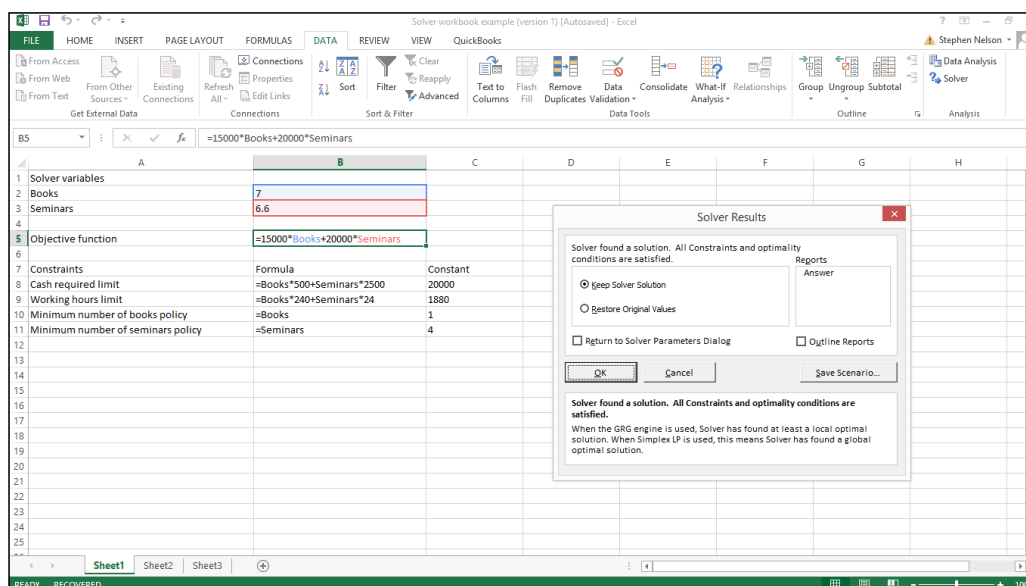 Solver workbook example (version 1) [Autosaved] - Excel
FILE HOME INSERT PAGE LAYOUT FORMULAS DATA REVIEW VIEW QuickBooks
Stephen Nelson
From Access
From Web
From Text
From Other Sources
Existing Connections
Get External Data
Refresh All
Connections
Properties
Edit Links
Connections
Sort
Filter
Clear
Reapply
Advanced
Sort & Filter
Text to Columns
Flash Fill
Remove Duplicates
Data Validation
Consolidate
What-If Analysis
Relationships
Data Tools
Group
Ungroup
Subtotal
Outline
Data Analysis
Solver
Analysis
B5 fx =15000*Books+20000*Seminars
A B C D E F G H
1 Solver variables
2 Books 7
3 Seminars 6.6
4
5 Objective function =15000*Books+20000*Seminars
6
7 Constraints Formula Constant
8 Cash required limit =Books*500+Seminars*2500 20000
9 Working hours limit =Books*240+Seminars*24 1880
10 Minimum number of books policy =Books 1
11 Minimum number of seminars policy =Seminars 4
12
13
14
15
16
17
18
19
20
21
22
23
24
25
Solver Results
Solver found a solution. All Constraints and optimality
conditions are satisfied.
Reports
Answer
Keep Solver Solution
Restore Original Values
Return to Solver Parameters Dialog
Outline Reports
OK Cancel Save Scenario...
Solver found a solution. All Constraints and optimality conditions are
satisfied.
When the GRG engine is used, Solver has found at least a local optimal
solution. When Simplex LP is used, this means Solver has found a global
optimal solution.
Sheet1 Sheet2 Sheet3
READY RECOVERED